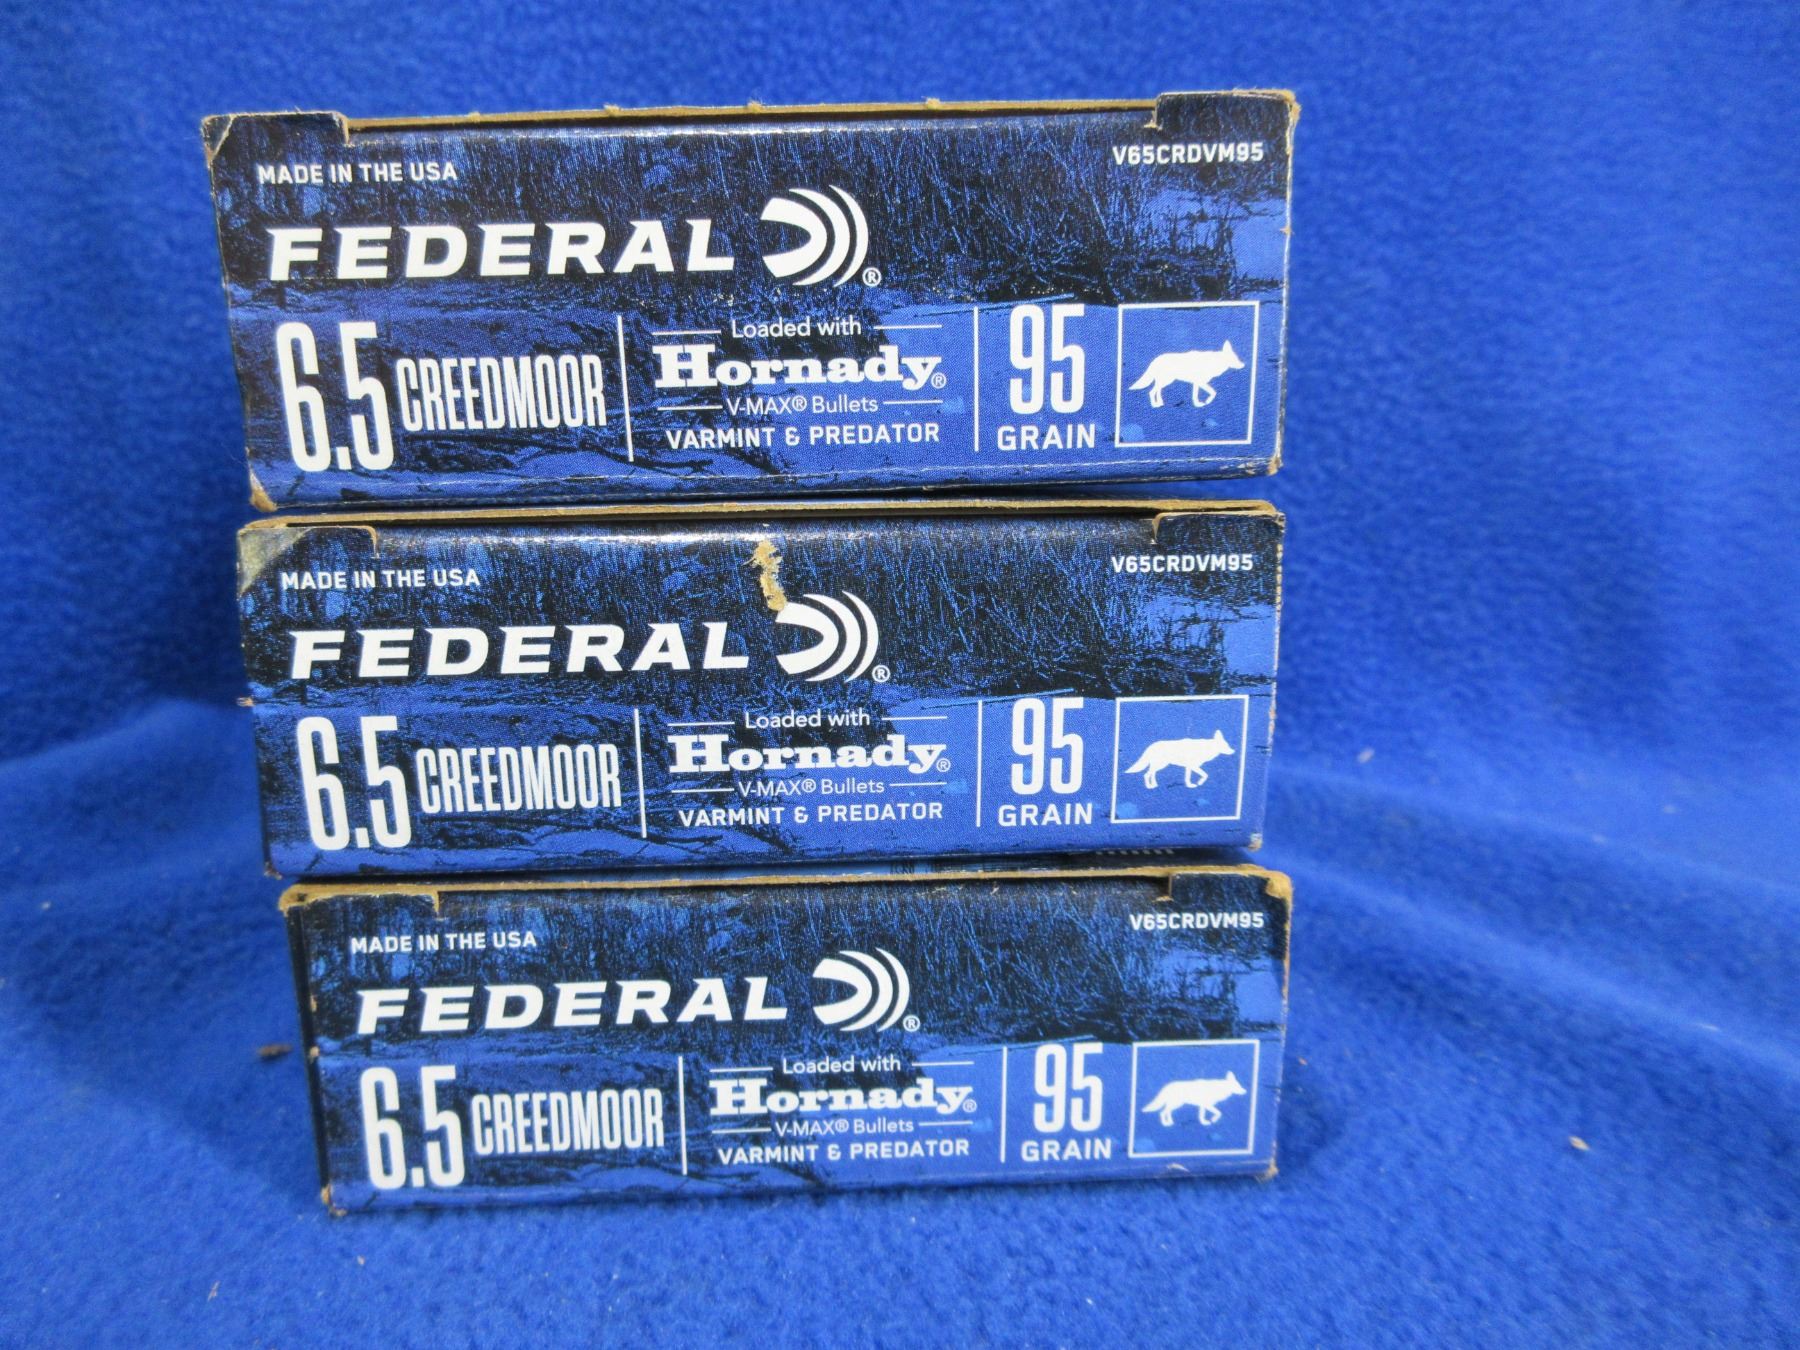 MADE IN THE USA
V65CRDVM95
FEDERAL ®
6.5 CREEDMOOR
Loaded with
Hornady®
V-MAX® Bullets
VARMINT & PREDATOR
95
GRAIN
MADE IN THE USA
V65CRDVM95
FEDERAL ®
6.5 CREEDMOOR
Loaded with
Hornady®
V-MAX® Bullets
VARMINT & PREDATOR
95
GRAIN
MADE IN THE USA
V65CRDVM95
FEDERAL ®
6.5 CREEDMOOR
Loaded with
Hornady®
V-MAX® Bullets
VARMINT & PREDATOR
95
GRAIN